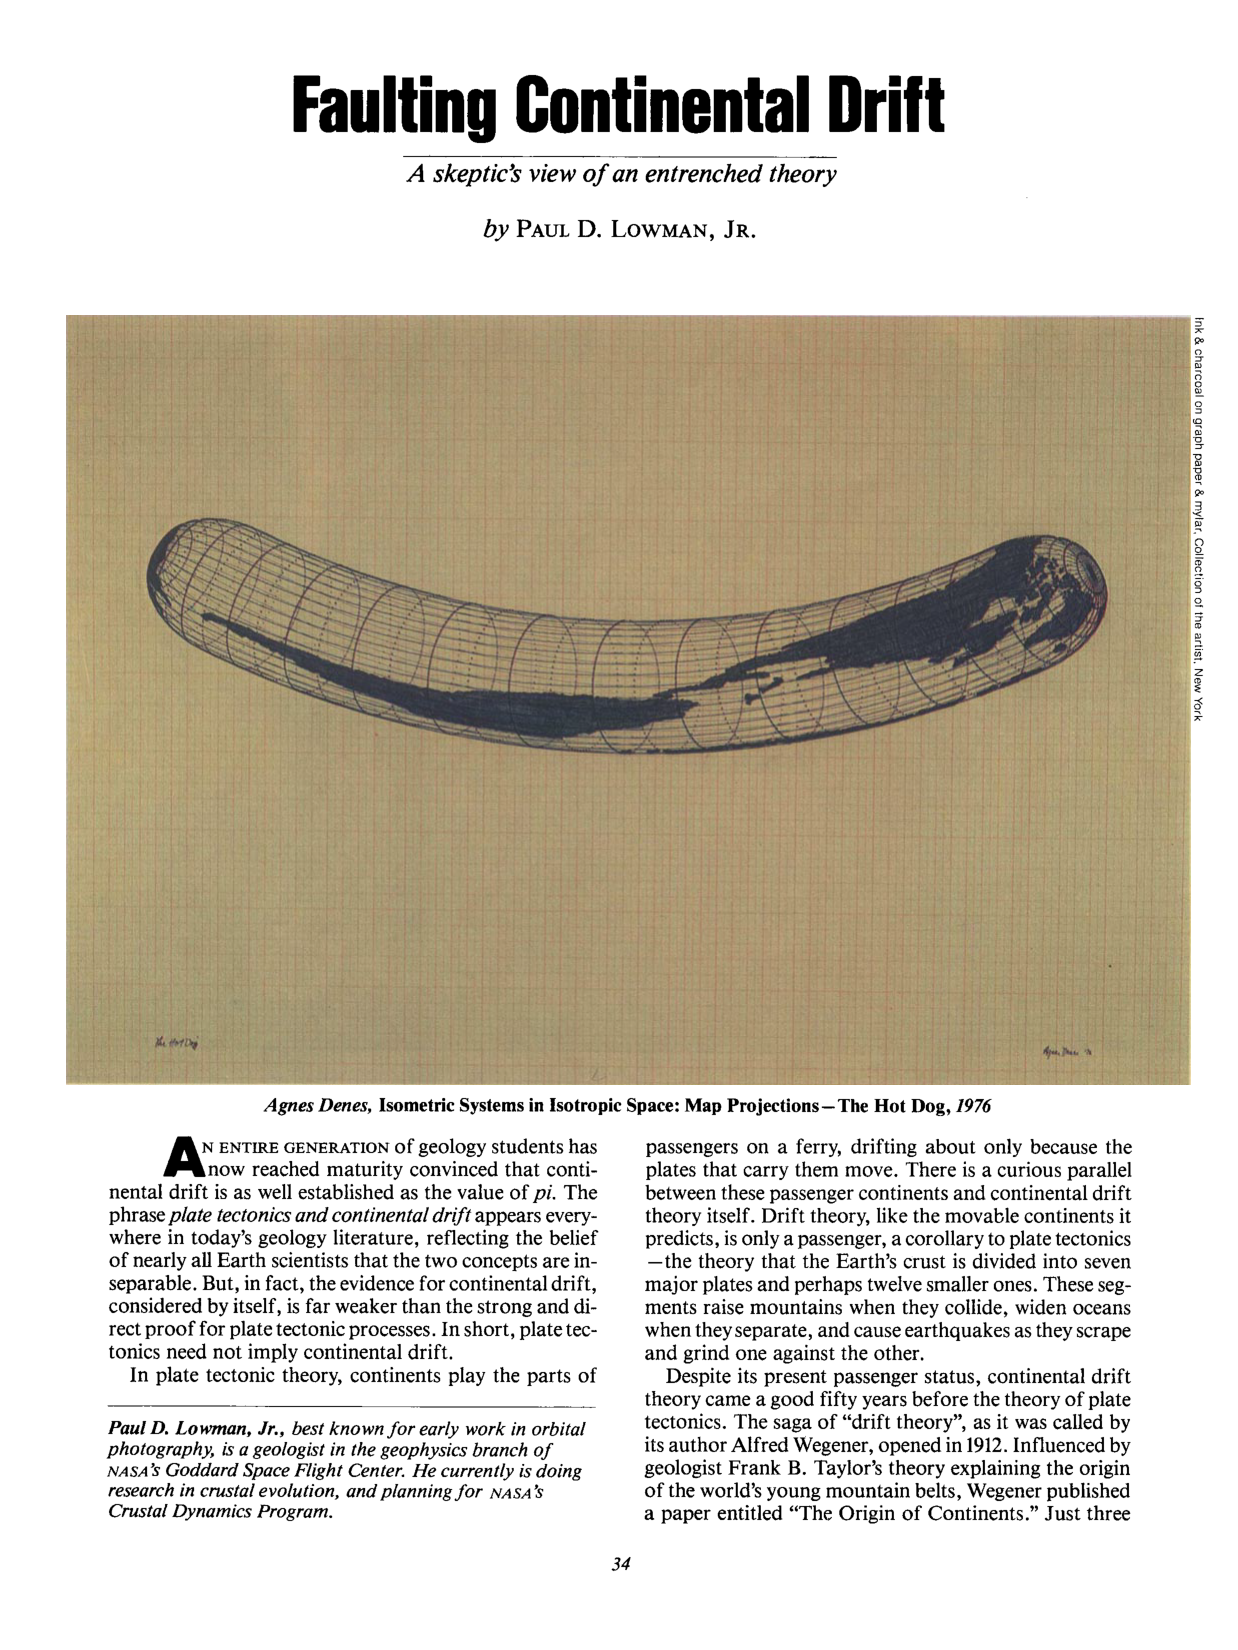 Faulting Continental Drift
A skeptic's view of an entrenched theory
by PAUL D. LOWMAN, JR.
Ink & charcoal on graph paper & mylar, Collection of the artist, New York
The Hot Dog
Agnes Denes '76
Agnes Denes, Isometric Systems in Isotropic Space: Map Projections—The Hot Dog, 1976
AN ENTIRE GENERATION of geology students has
now reached maturity convinced that conti-
nental drift is as well established as the value of pi. The
phrase plate tectonics and continental drift appears every-
where in today's geology literature, reflecting the belief
of nearly all Earth scientists that the two concepts are in-
separable. But, in fact, the evidence for continental drift,
considered by itself, is far weaker than the strong and di-
rect proof for plate tectonic processes. In short, plate tec-
tonics need not imply continental drift.
In plate tectonic theory, continents play the parts of
Paul D. Lowman, Jr., best known for early work in orbital
photography, is a geologist in the geophysics branch of
NASA's Goddard Space Flight Center. He currently is doing
research in crustal evolution, and planning for NASA's
Crustal Dynamics Program.
passengers on a ferry, drifting about only because the
plates that carry them move. There is a curious parallel
between these passenger continents and continental drift
theory itself. Drift theory, like the movable continents it
predicts, is only a passenger, a corollary to plate tectonics
—the theory that the Earth's crust is divided into seven
major plates and perhaps twelve smaller ones. These seg-
ments raise mountains when they collide, widen oceans
when they separate, and cause earthquakes as they scrape
and grind one against the other.
Despite its present passenger status, continental drift
theory came a good fifty years before the theory of plate
tectonics. The saga of "drift theory", as it was called by
its author Alfred Wegener, opened in 1912. Influenced by
geologist Frank B. Taylor's theory explaining the origin
of the world's young mountain belts, Wegener published
a paper entitled "The Origin of Continents." Just three
34